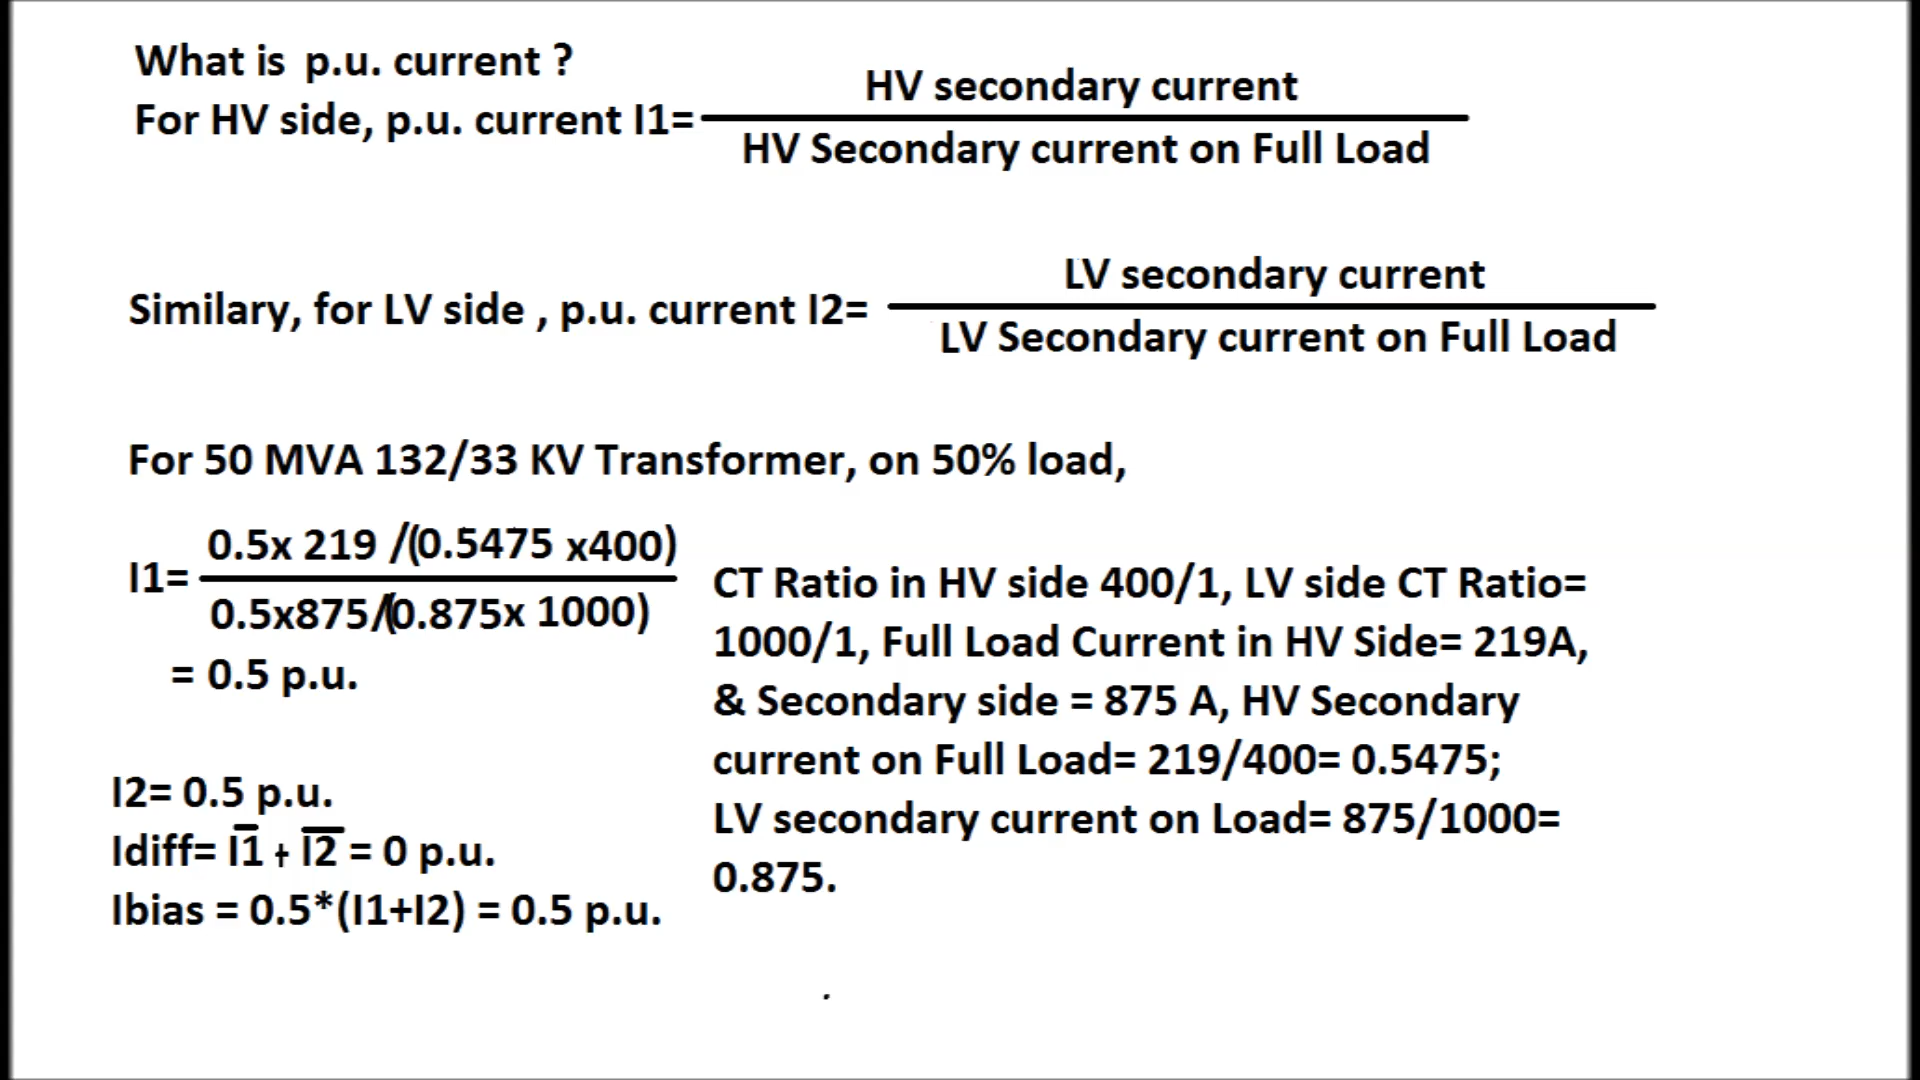 What is p.u. current ?
For HV side, p.u. current I1=
HV secondary current
HV Secondary current on Full Load
Similary, for LV side , p.u. current I2=
LV secondary current
LV Secondary current on Full Load
For 50 MVA 132/33 KV Transformer, on 50% load,
I1=
0.5x 219 /(0.5475 x400)
0.5x875/(0.875x 1000)
= 0.5 p.u.
I2= 0.5 p.u.
Idiff= I1 + I2 = 0 p.u.
Ibias = 0.5*(I1+I2) = 0.5 p.u.
CT Ratio in HV side 400/1, LV side CT Ratio=
1000/1, Full Load Current in HV Side= 219A,
& Secondary side = 875 A, HV Secondary
current on Full Load= 219/400= 0.5475;
LV secondary current on Load= 875/1000=
0.875.